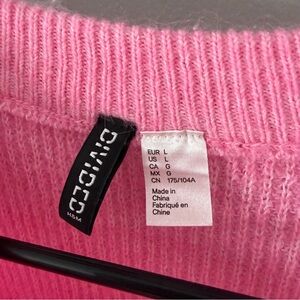 DIVIDED
H&M
EUR L
US L
CA G
MX G
CN 175/104A
Made in
China
Fabriqué en
Chine